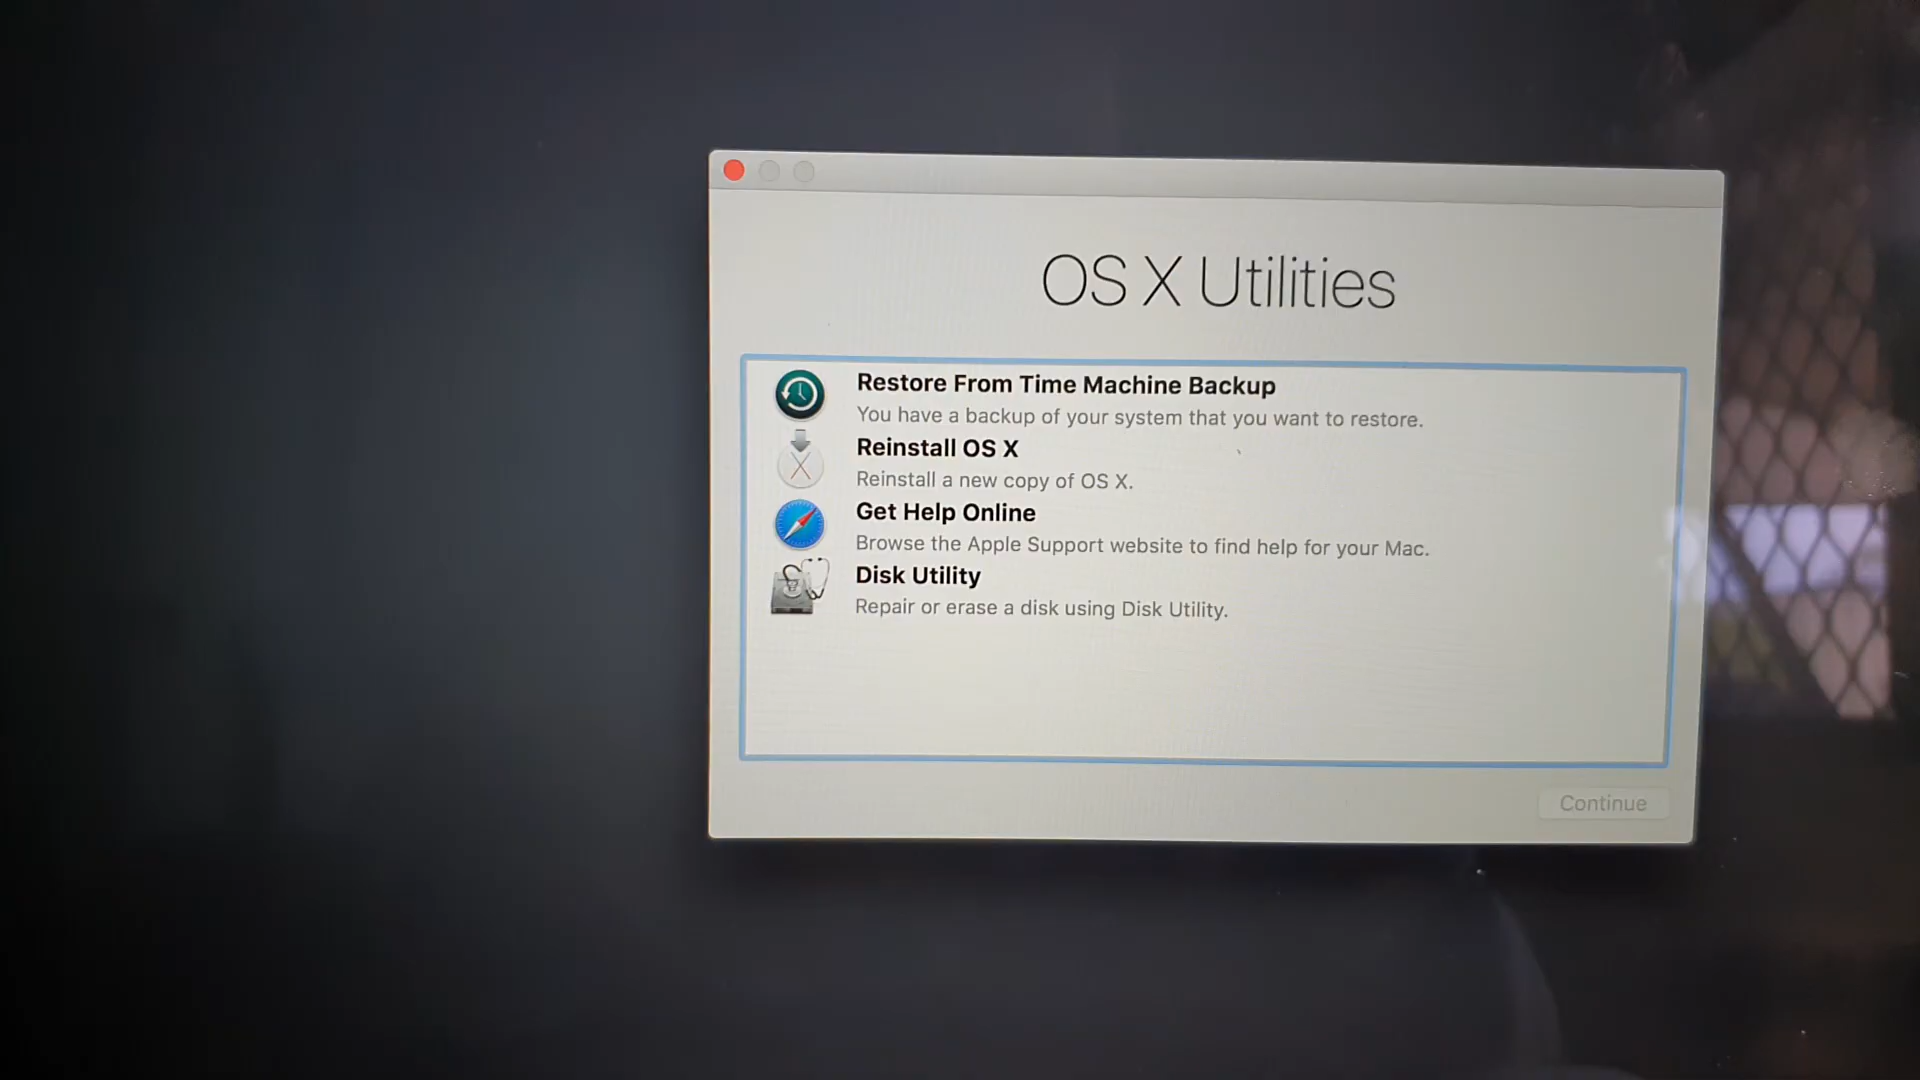 OS X Utilities
Restore From Time Machine Backup
You have a backup of your system that you want to restore.
Reinstall OS X
Reinstall a new copy of OS X.
Get Help Online
Browse the Apple Support website to find help for your Mac.
Disk Utility
Repair or erase a disk using Disk Utility.
Continue